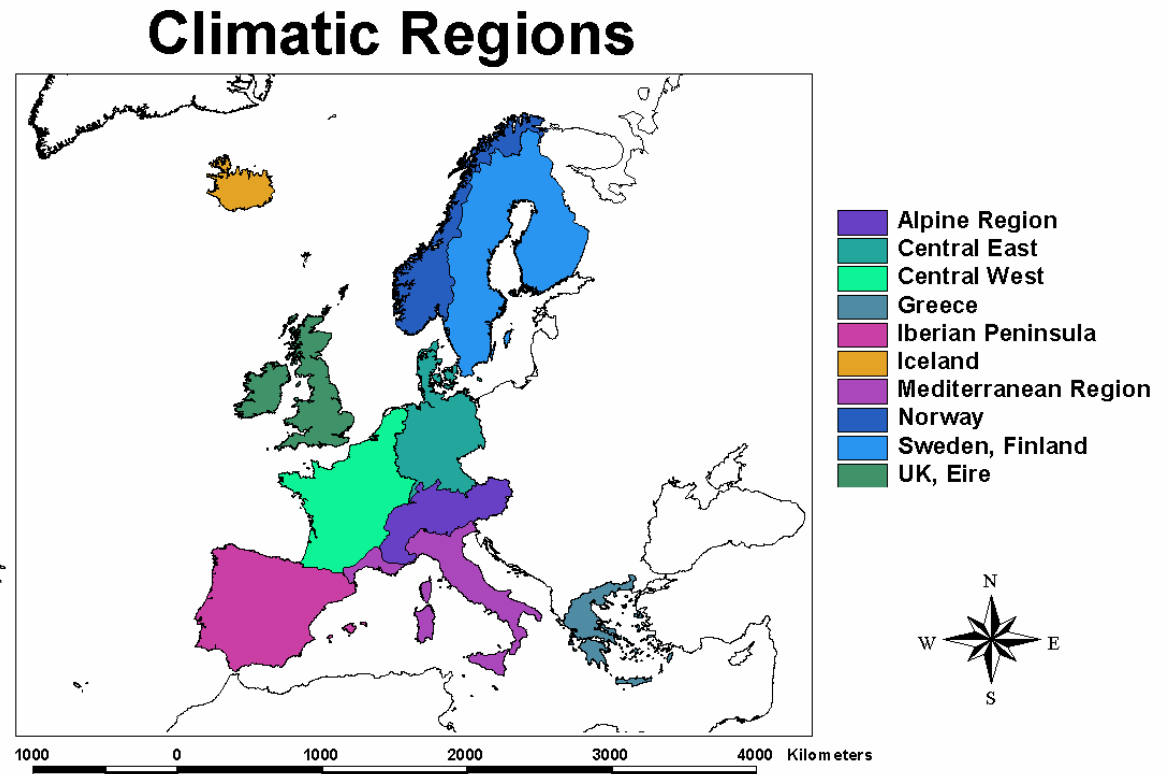 Climatic Regions
Alpine Region
Central East
Central West
Greece
Iberian Peninsula
Iceland
Mediterranean Region
Norway
Sweden, Finland
UK, Eire
N
W E
S
1000 0 1000 2000 3000 4000 Kilometers